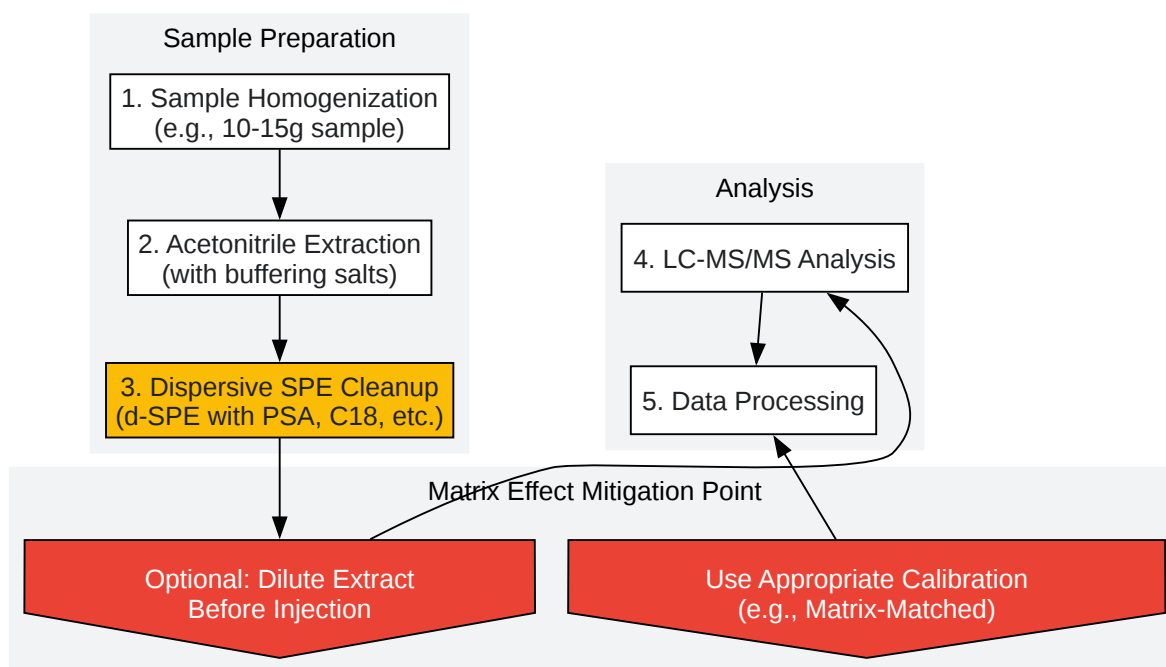 Sample Preparation
1. Sample Homogenization
(e.g., 10-15g sample)
2. Acetonitrile Extraction
(with buffering salts)
3. Dispersive SPE Cleanup
(d-SPE with PSA, C18, etc.)
Analysis
4. LC-MS/MS Analysis
5. Data Processing
Matrix Effect Mitigation Point
Optional: Dilute Extract
Before Injection
Use Appropriate Calibration
(e.g., Matrix-Matched)